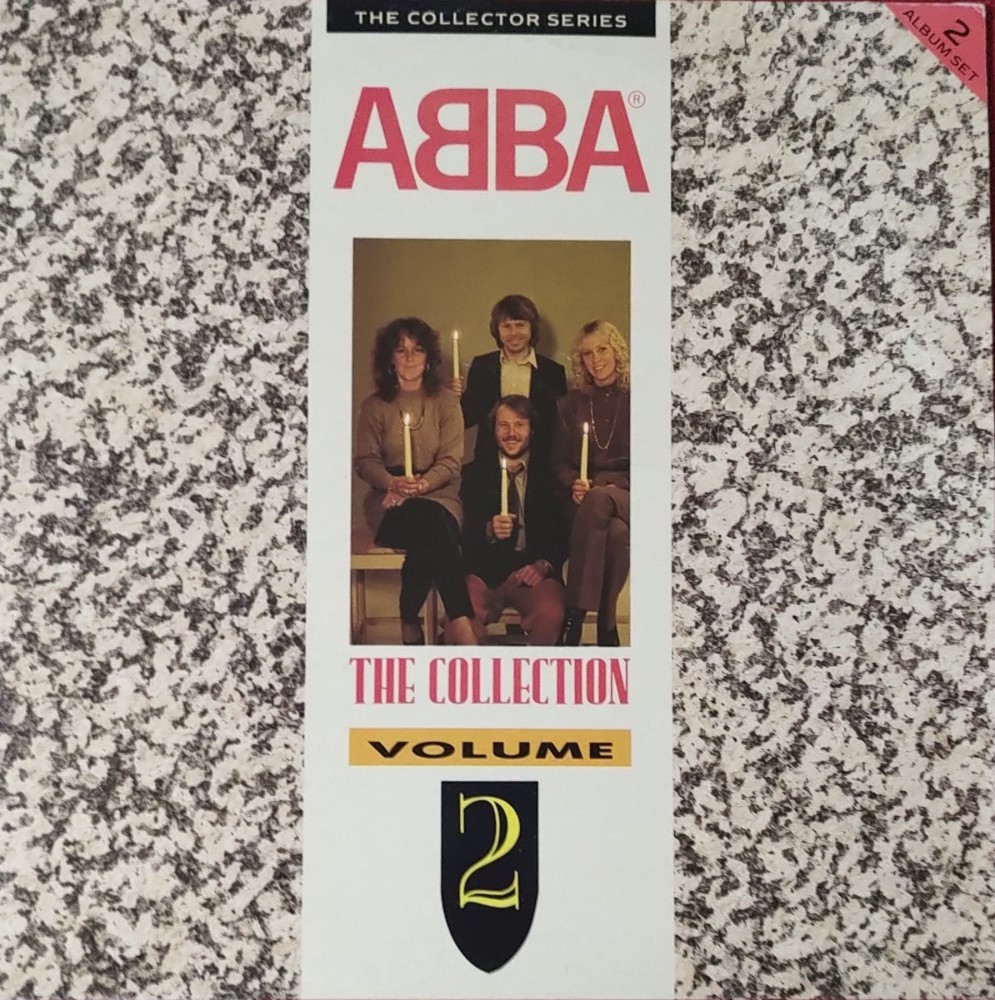 THE COLLECTOR SERIES
2
ALBUM SET
ABBA®
THE COLLECTION
VOLUME
2